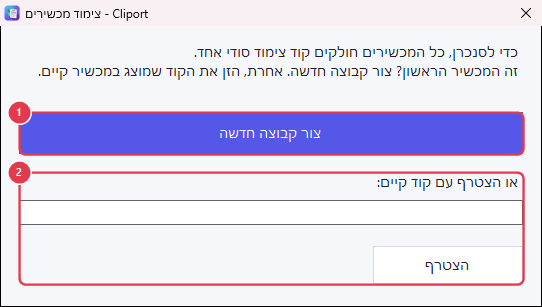 צימוד מכשירים - Cliport
כדי לסנכרן, כל המכשירים חולקים קוד צימוד סודי אחד.
זה המכשיר הראשון? צור קבוצה חדשה. אחרת, הזן את הקוד שמוצג במכשיר קיים.
1
צור קבוצה חדשה
2
או הצטרף עם קוד קיים:
הצטרף